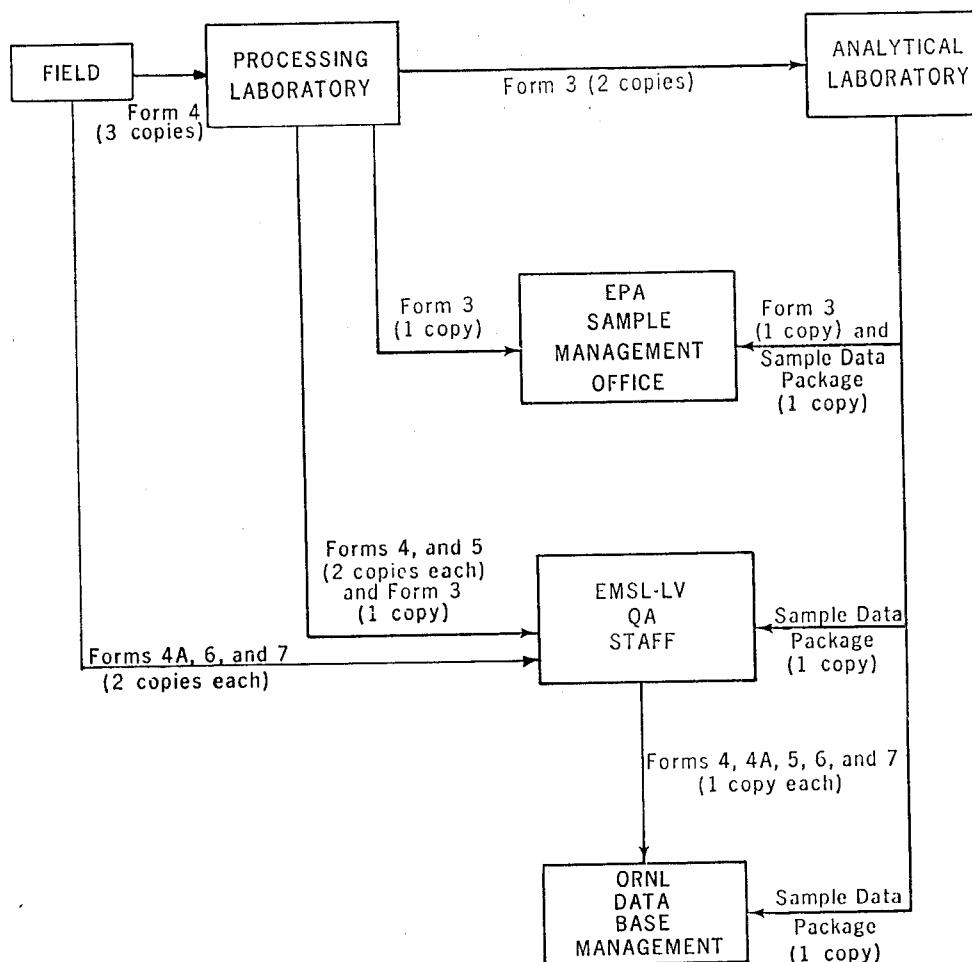 FIELD
PROCESSING
LABORATORY
ANALYTICAL
LABORATORY
Form 4
(3 copies)
Form 3 (2 copies)
Form 3
(1 copy)
EPA
SAMPLE
MANAGEMENT
OFFICE
Form 3
(1 copy) and
Sample Data
Package
(1 copy)
Forms 4, and 5
(2 copies each)
and Form 3
(1 copy)
EMSL-LV
QA
STAFF
Sample Data
Package
(1 copy)
Forms 4A, 6, and 7
(2 copies each)
Forms 4, 4A, 5, 6, and 7
(1 copy each)
ORNL
DATA
BASE
MANAGEMENT
Sample Data
Package
(1 copy)